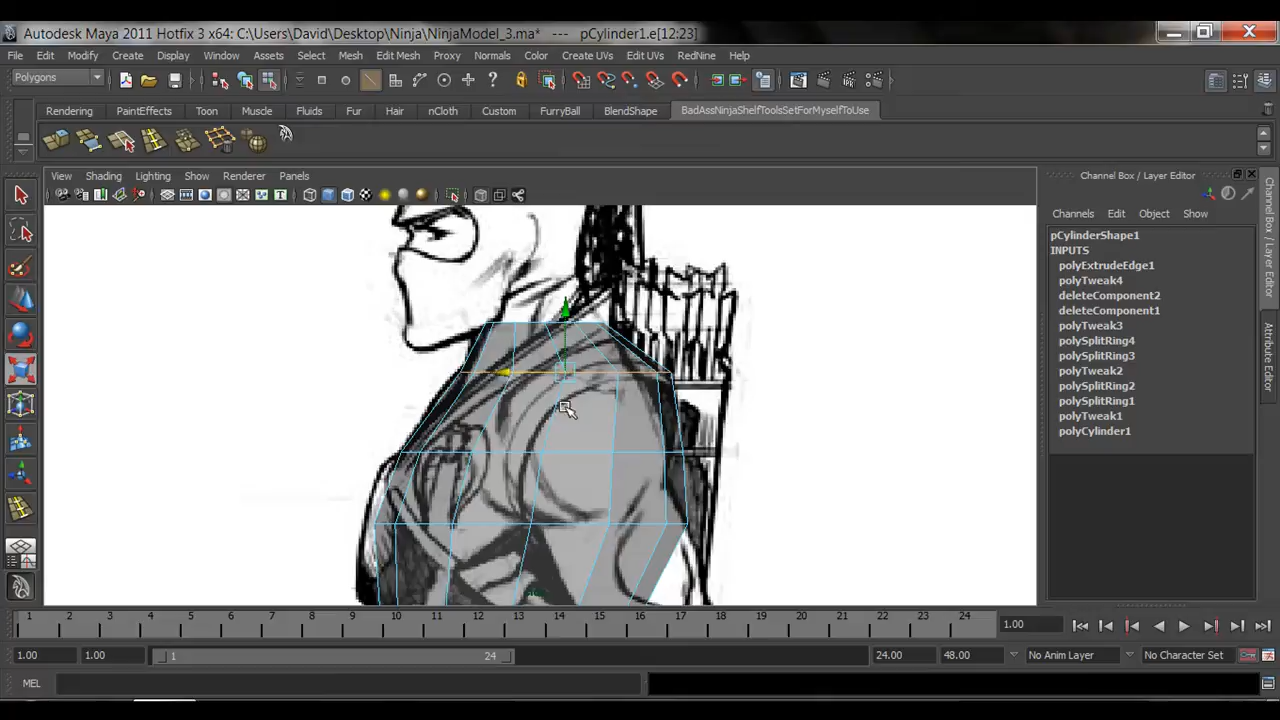 Autodesk Maya 2011 Hotfix 3 x64: C:\Users\David\Desktop\Ninja\NinjaModel_3.ma* --- pCylinder1.e[12:23]
File Edit Modify Create Display Window Assets Select Mesh Edit Mesh Proxy Normals Color Create UVs Edit UVs RedNine Help
Polygons
Rendering PaintEffects Toon Muscle Fluids Fur Hair nCloth Custom FurryBall BlendShape BadAssNinjaShelfToolsSetForMyselfToUse
View Shading Lighting Show Renderer Panels
Channel Box / Layer Editor
Channels Edit Object Show
pCylinderShape1
INPUTS
polyExtrudeEdge1
polyTweak4
deleteComponent2
deleteComponent1
polyTweak3
polySplitRing4
polySplitRing3
polyTweak2
polySplitRing2
polySplitRing1
polyTweak1
polyCylinder1
Channel Box / Layer Editor
Attribute Editor
1 2 3 4 5 6 7 8 9 10 11 12 13 14 15 16 17 18 19 20 21 22 23 24
1.00
1.00 1.00 1 24 24.00 48.00 No Anim Layer No Character Set
MEL